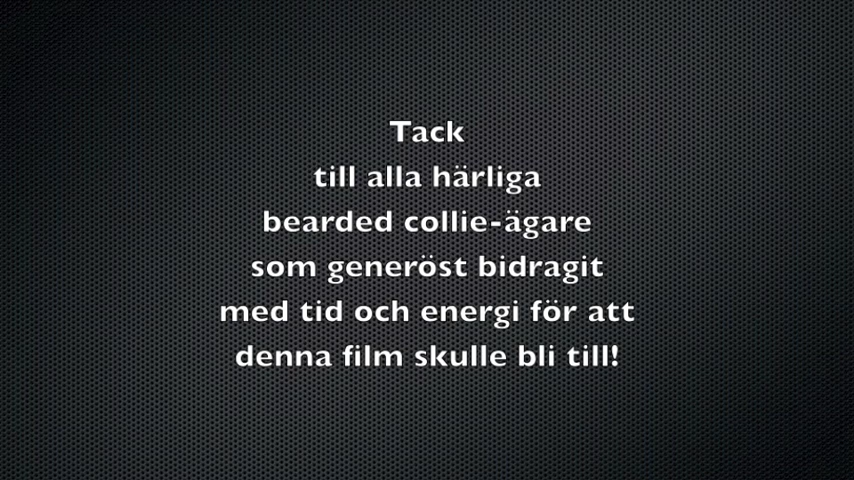 Tack
till alla härliga
bearded collie-ägare
som generöst bidragit
med tid och energi för att
denna film skulle bli till!